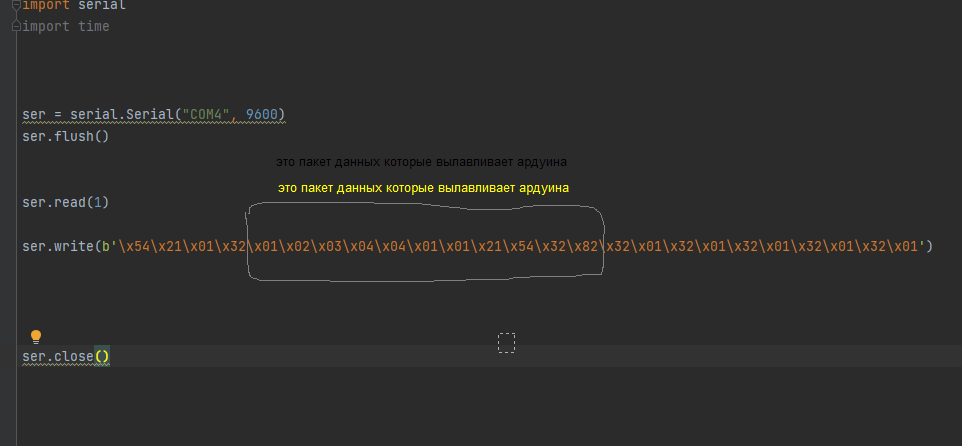 import serial
import time
ser = serial.Serial("COM4", 9600)
ser.flush()
это пакет данных которые вылавливает ардуина
это пакет данных которые вылавливает ардуина
ser.read(1)
ser.write(b'\x54\x21\x01\x32\x01\x02\x03\x04\x04\x01\x01\x21\x54\x32\x82\x32\x01\x32\x01\x32\x01\x32\x01\x32\x01\x32\x01')
ser.close()